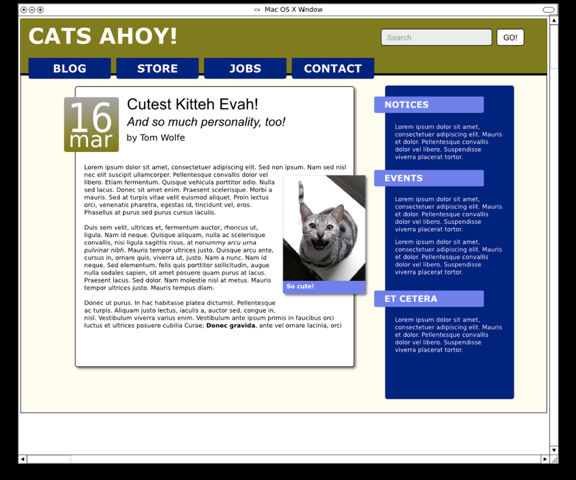 Mac OS X Window
CATS AHOY!
Search
GO!
BLOG
STORE
JOBS
CONTACT
16
mar
Cutest Kitteh Evah!
And so much personality, too!
by Tom Wolfe
Lorem ipsum dolor sit amet, consectetuer adipiscing elit. Sed non ipsum. Nam sed nisl
nec elit suscipit ullamcorper. Pellentesque convallis dolor vel
libero. Etiam fermentum. Quisque vehicula porttitor odio. Nulla
sed lacus. Donec sit amet enim. Praesent scelerisque. Morbi a
mauris. Sed at turpis vitae velit euismod aliquet. Proin lectus
orci, venenatis pharetra, egestas id, tincidunt vel, eros.
Phasellus at purus sed purus cursus iaculis.
Duis sem velit, ultrices et, fermentum auctor, rhoncus ut,
ligula. Nam id neque. Quisque aliquam, nulla ac scelerisque
convallis, nisi ligula sagittis risus, at nonummy arcu urna
pulvinar nibh. Mauris tempor ultrices justo. Quisque arcu ante,
cursus in, ornare quis, viverra ut, justo. Nam a nunc. Nam id
neque. Sed elementum, felis quis porttitor sollicitudin, augue
nulla sodales sapien, sit amet posuere quam purus at lacus.
Praesent lacus. Sed dolor. Nam molestie nisl at metus. Mauris
tempor ultrices justo. Mauris tempus diam.
Donec ut purus. In hac habitasse platea dictumst. Pellentesque
ac turpis. Aliquam justo lectus, iaculis a, auctor sed, congue in,
nisl. Vestibulum viverra varius enim. Vestibulum ante ipsum primis in faucibus orci
luctus et ultrices posuere cubilia Curae; Donec gravida, ante vel ornare lacinia, orci
So cute!
NOTICES
Lorem ipsum dolor sit amet,
consectetuer adipiscing elit. Mauris
et dolor. Pellentesque convallis
dolor vel libero. Suspendisse
viverra placerat tortor.
EVENTS
Lorem ipsum dolor sit amet,
consectetuer adipiscing elit. Mauris
et dolor. Pellentesque convallis
dolor vel libero. Suspendisse
viverra placerat tortor.
Lorem ipsum dolor sit amet,
consectetuer adipiscing elit. Mauris
et dolor. Pellentesque convallis
dolor vel libero. Suspendisse
viverra placerat tortor.
ET CETERA
Lorem ipsum dolor sit amet,
consectetuer adipiscing elit. Mauris
et dolor. Pellentesque convallis
dolor vel libero. Suspendisse
viverra placerat tortor.